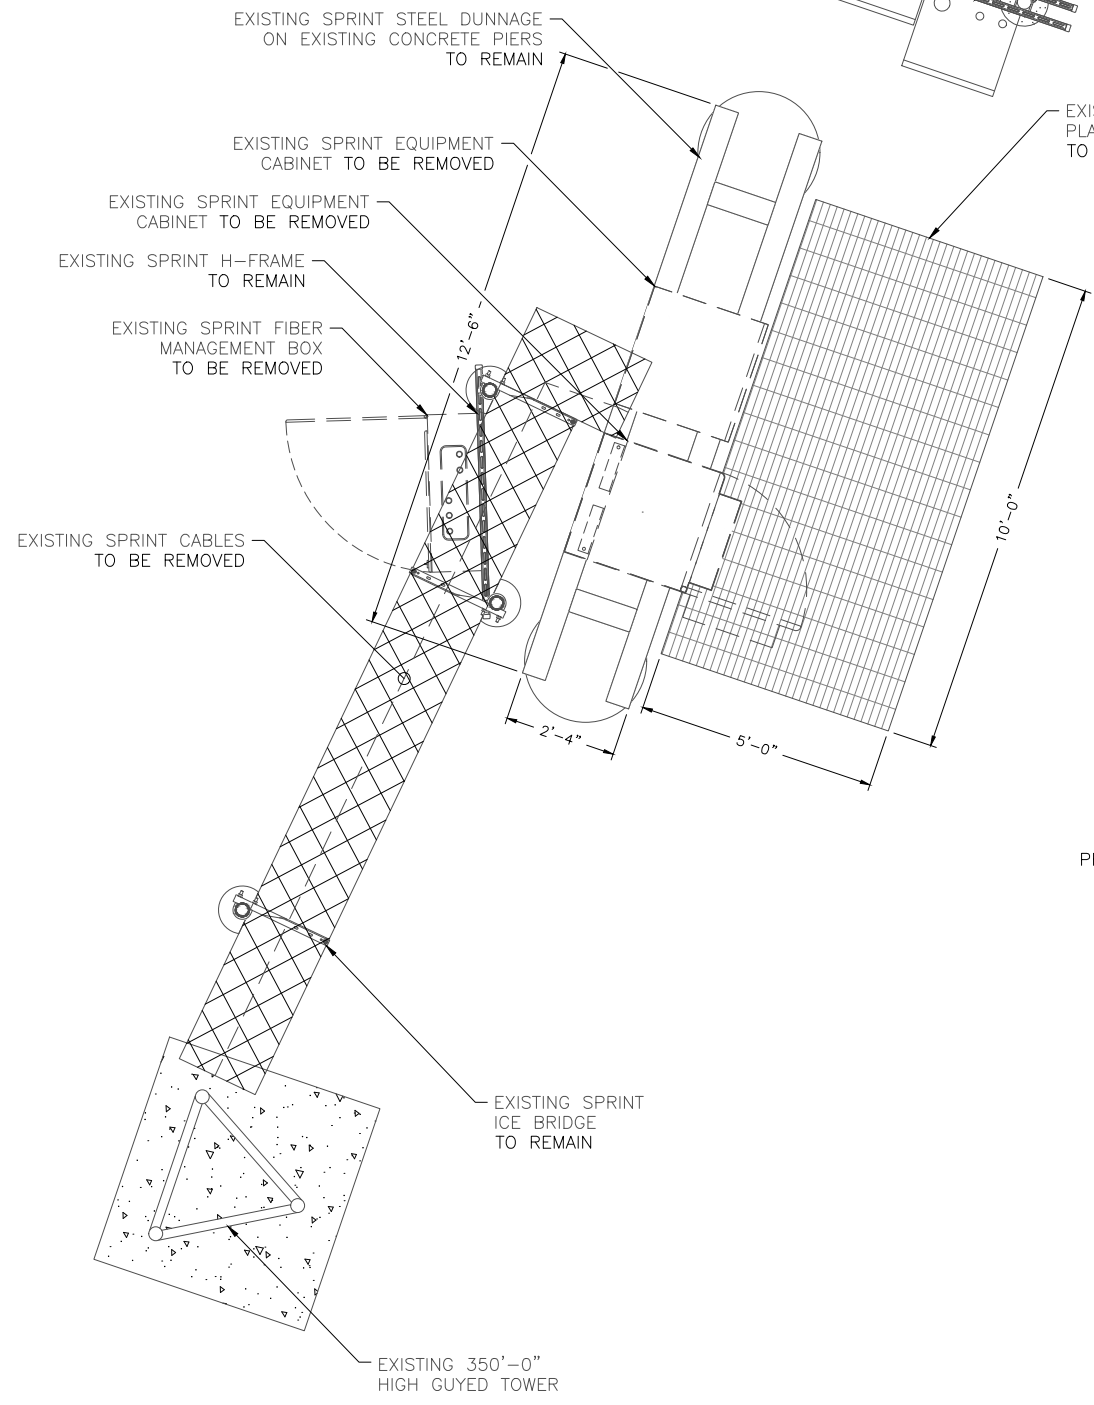 EXISTING SPRINT STEEL DUNNAGE
ON EXISTING CONCRETE PIERS
TO REMAIN
EXISTING SPRINT EQUIPMENT
CABINET TO BE REMOVED
EXISTING SPRINT EQUIPMENT
CABINET TO BE REMOVED
EXISTING SPRINT H-FRAME
TO REMAIN
EXISTING SPRINT FIBER
MANAGEMENT BOX
TO BE REMOVED
12'-6"
10'-0"
EXISTING SPRINT CABLES
TO BE REMOVED
2'-4"
5'-0"
EXISTING SPRINT
ICE BRIDGE
TO REMAIN
EXISTING 350'-0"
HIGH GUYED TOWER
TO